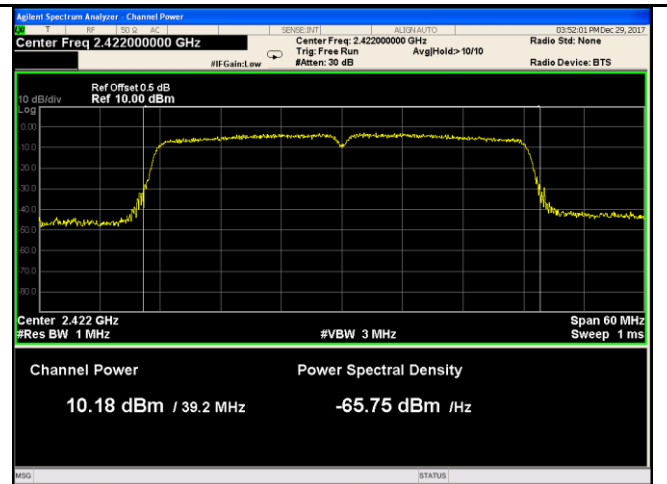 Agilent Spectrum Analyzer - Channel Power
T RF 50 Ω AC SENSE:INT ALIGNAUTO 03:52:01 PM Dec 29, 2017
Center Freq 2.422000000 GHz Center Freq: 2.422000000 GHz Radio Std: None
Trig: Free Run Avg|Hold:> 10/10
#IFGain:Low #Atten: 30 dB Radio Device: BTS
Ref Offset 0.5 dB
10 dB/div Ref 10.00 dBm
Log
0.00
-10.0
-20.0
-30.0
-40.0
-50.0
-60.0
-70.0
-80.0
Center 2.422 GHz Span 60 MHz
#Res BW 1 MHz #VBW 3 MHz Sweep 1 ms
Channel Power Power Spectral Density
10.18 dBm / 39.2 MHz -65.75 dBm /Hz
MSG STATUS